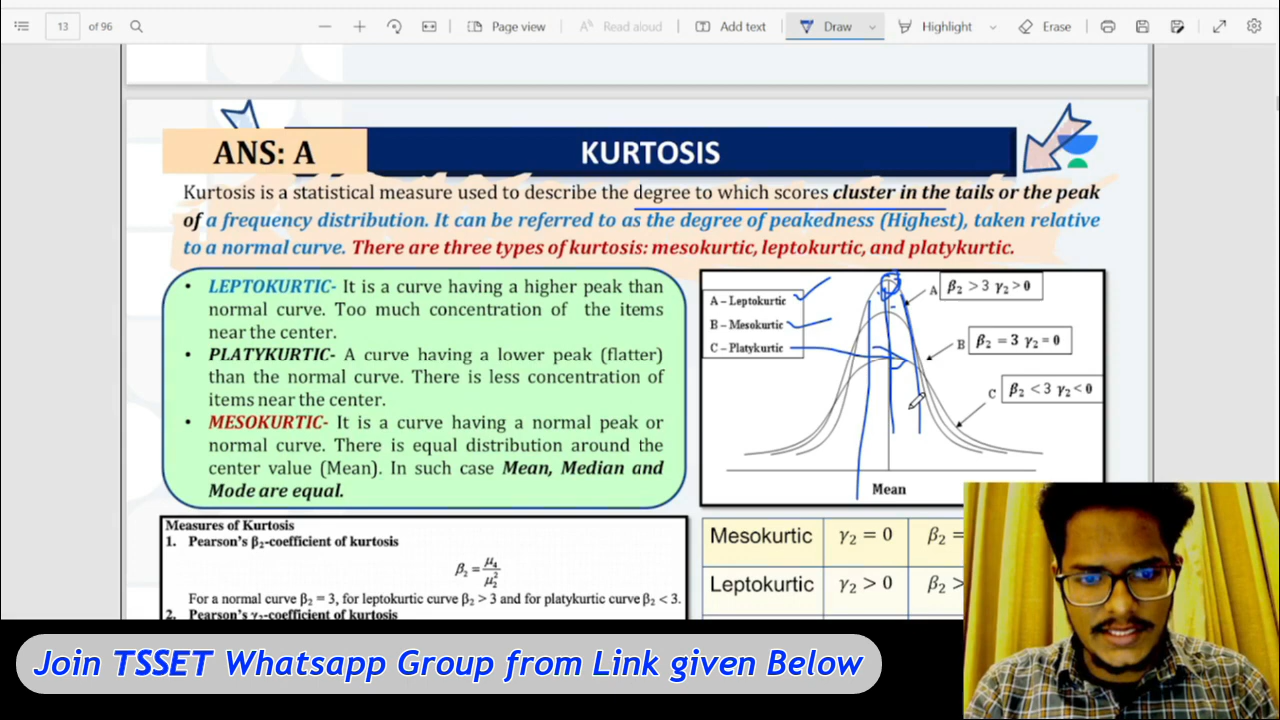 13 of 96 Page view Read aloud Add text Draw Highlight Erase
ANS: A KURTOSIS
Kurtosis is a statistical measure used to describe the degree to which scores cluster in the tails or the peak
of a frequency distribution. It can be referred to as the degree of peakedness (Highest), taken relative
to a normal curve. There are three types of kurtosis: mesokurtic, leptokurtic, and platykurtic.
• LEPTOKURTIC- It is a curve having a higher peak than
normal curve. Too much concentration of the items
near the center.
• PLATYKURTIC- A curve having a lower peak (flatter)
than the normal curve. There is less concentration of
items near the center.
• MESOKURTIC- It is a curve having a normal peak or
normal curve. There is equal distribution around the
center value (Mean). In such case Mean, Median and
Mode are equal.
A – Leptokurtic
B – Mesokurtic
C – Platykurtic
A β₂ > 3 γ₂ > 0
B β₂ = 3 γ₂ = 0
C β₂ < 3 γ₂ < 0
Mean
Measures of Kurtosis
1. Pearson's β₂-coefficient of kurtosis
β₂ = μ₄/μ₂²
For a normal curve β₂ = 3, for leptokurtic curve β₂ > 3 and for platykurtic curve β₂ < 3.
2. Pearson's γ₂-coefficient of kurtosis
Mesokurtic γ₂ = 0 β₂ =
Leptokurtic γ₂ > 0 β₂ >
Join TSSET Whatsapp Group from Link given Below